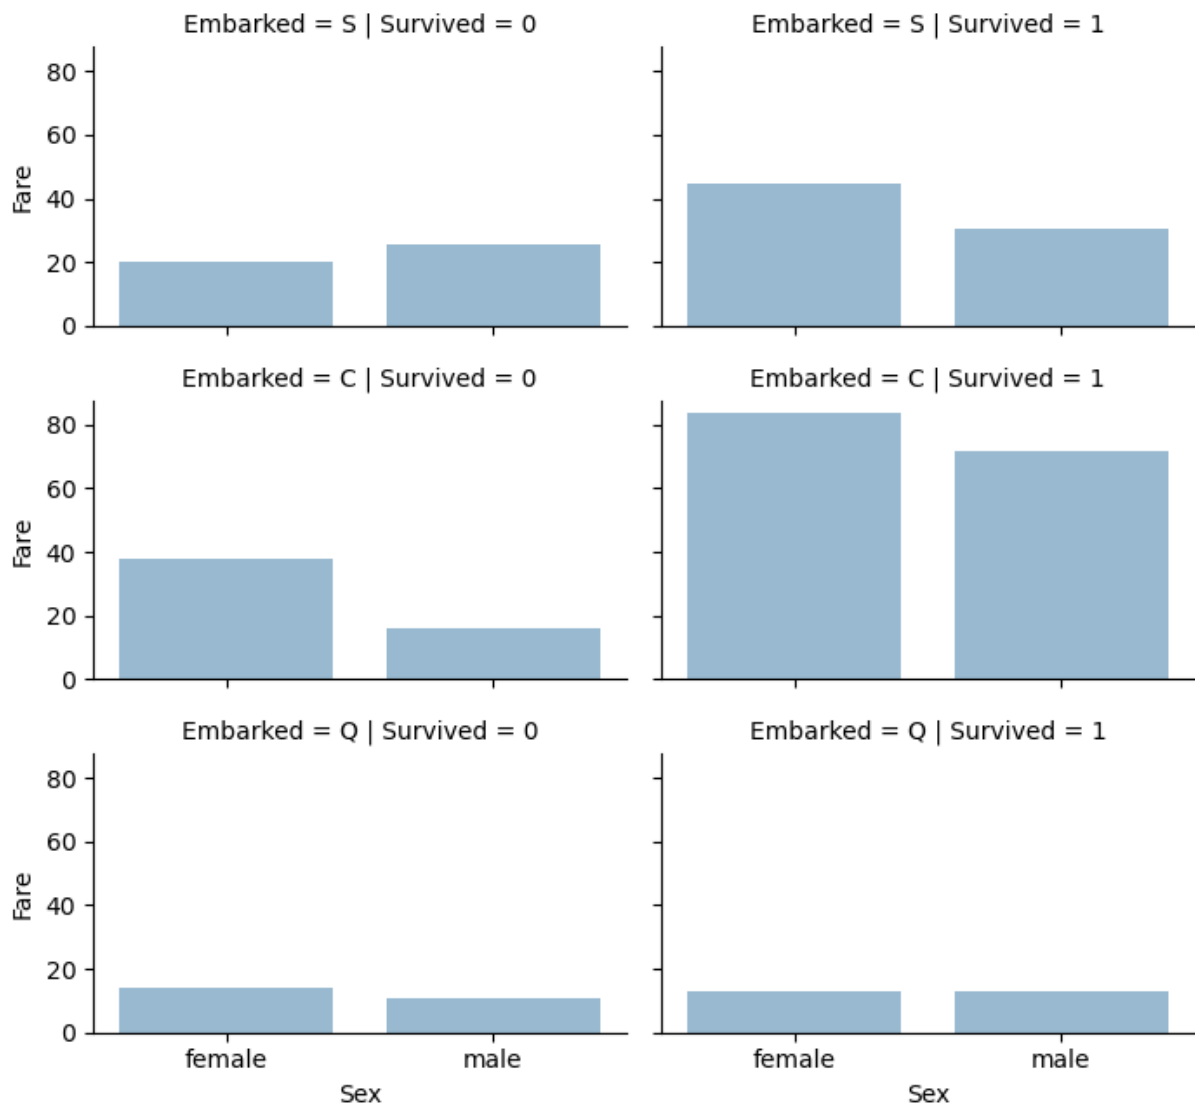 Embarked = S | Survived = 0
Embarked = S | Survived = 1
80
60
40
20
0
Fare
Embarked = C | Survived = 0
Embarked = C | Survived = 1
80
60
40
20
0
Fare
Embarked = Q | Survived = 0
Embarked = Q | Survived = 1
80
60
40
20
0
Fare
female
male
female
male
Sex
Sex